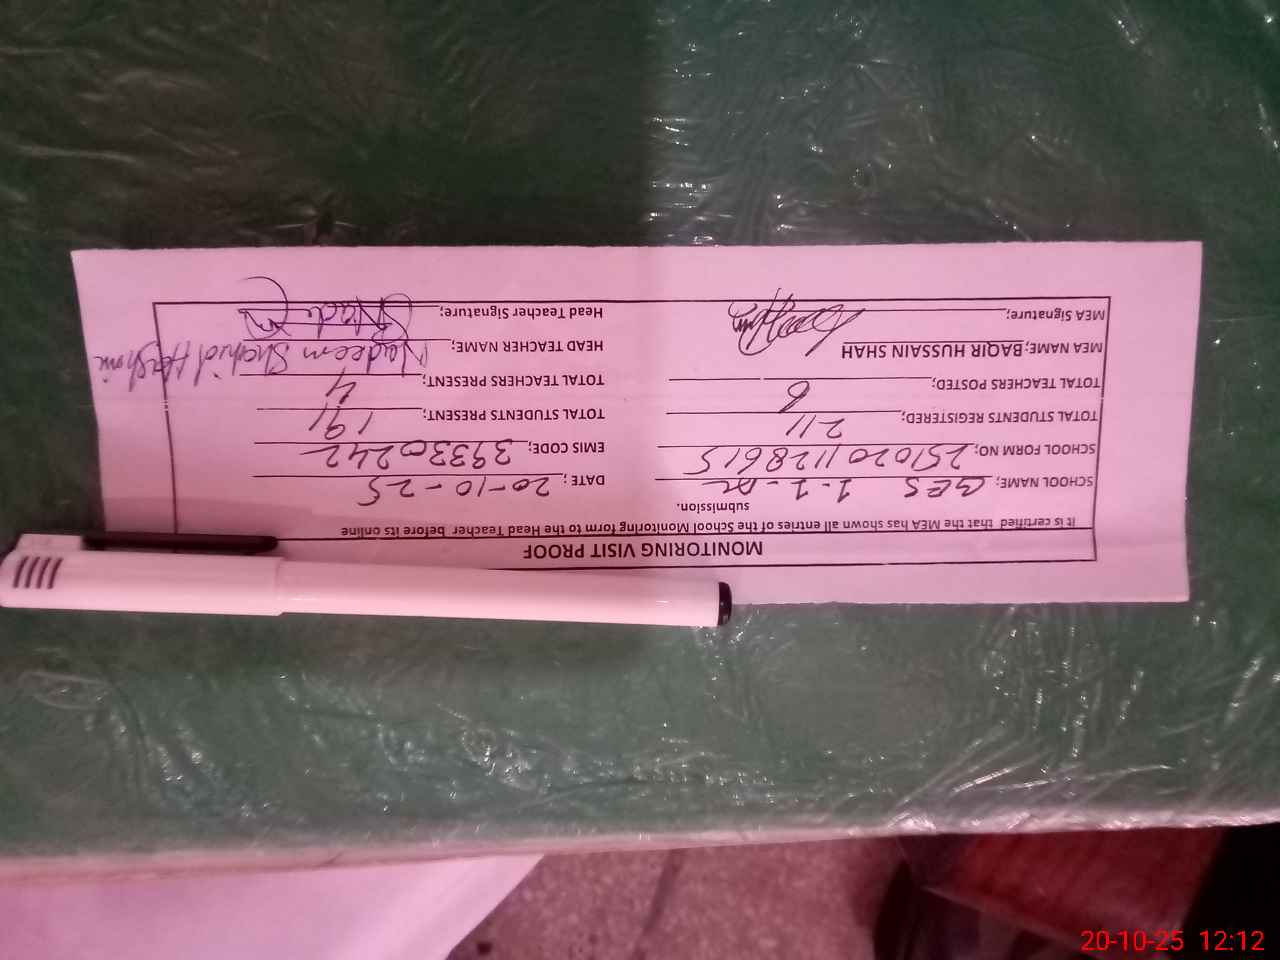 MONITORING VISIT PROOF
It is certified that the MEA has shown all entries of the School Monitoring form to the Head Teacher before its online
submission.
SCHOOL NAME; GES 1-1-M DATE; 20-10-25
SCHOOL FORM NO; 251020112861 5 EMIS CODE; 39330242
TOTAL STUDENTS REGISTERED; 211 TOTAL STUDENTS PRESENT; 191
TOTAL TEACHERS POSTED; 6 TOTAL TEACHERS PRESENT; 4
MEA NAME; BAQIR HUSSAIN SHAH HEAD TEACHER NAME; Nadeem Shahid Hashmi
MEA Signature; Head Teacher Signature; Nadeem
20-10-25 12:12